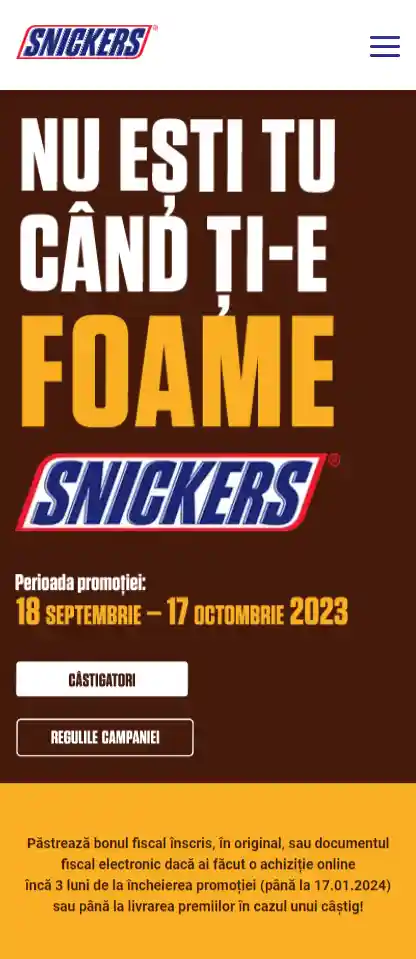 SNICKERS®
NU EȘTI TU
CÂND ȚI-E
FOAME
SNICKERS®
Perioada promoției:
18 SEPTEMBRIE – 17 OCTOMBRIE 2023
CÂSTIGATORI
REGULILE CAMPANIEI
Păstrează bonul fiscal înscris, în original, sau documentul
fiscal electronic dacă ai făcut o achiziție online
încă 3 luni de la încheierea promoției (până la 17.01.2024)
sau până la livrarea premiilor în cazul unui câștig!